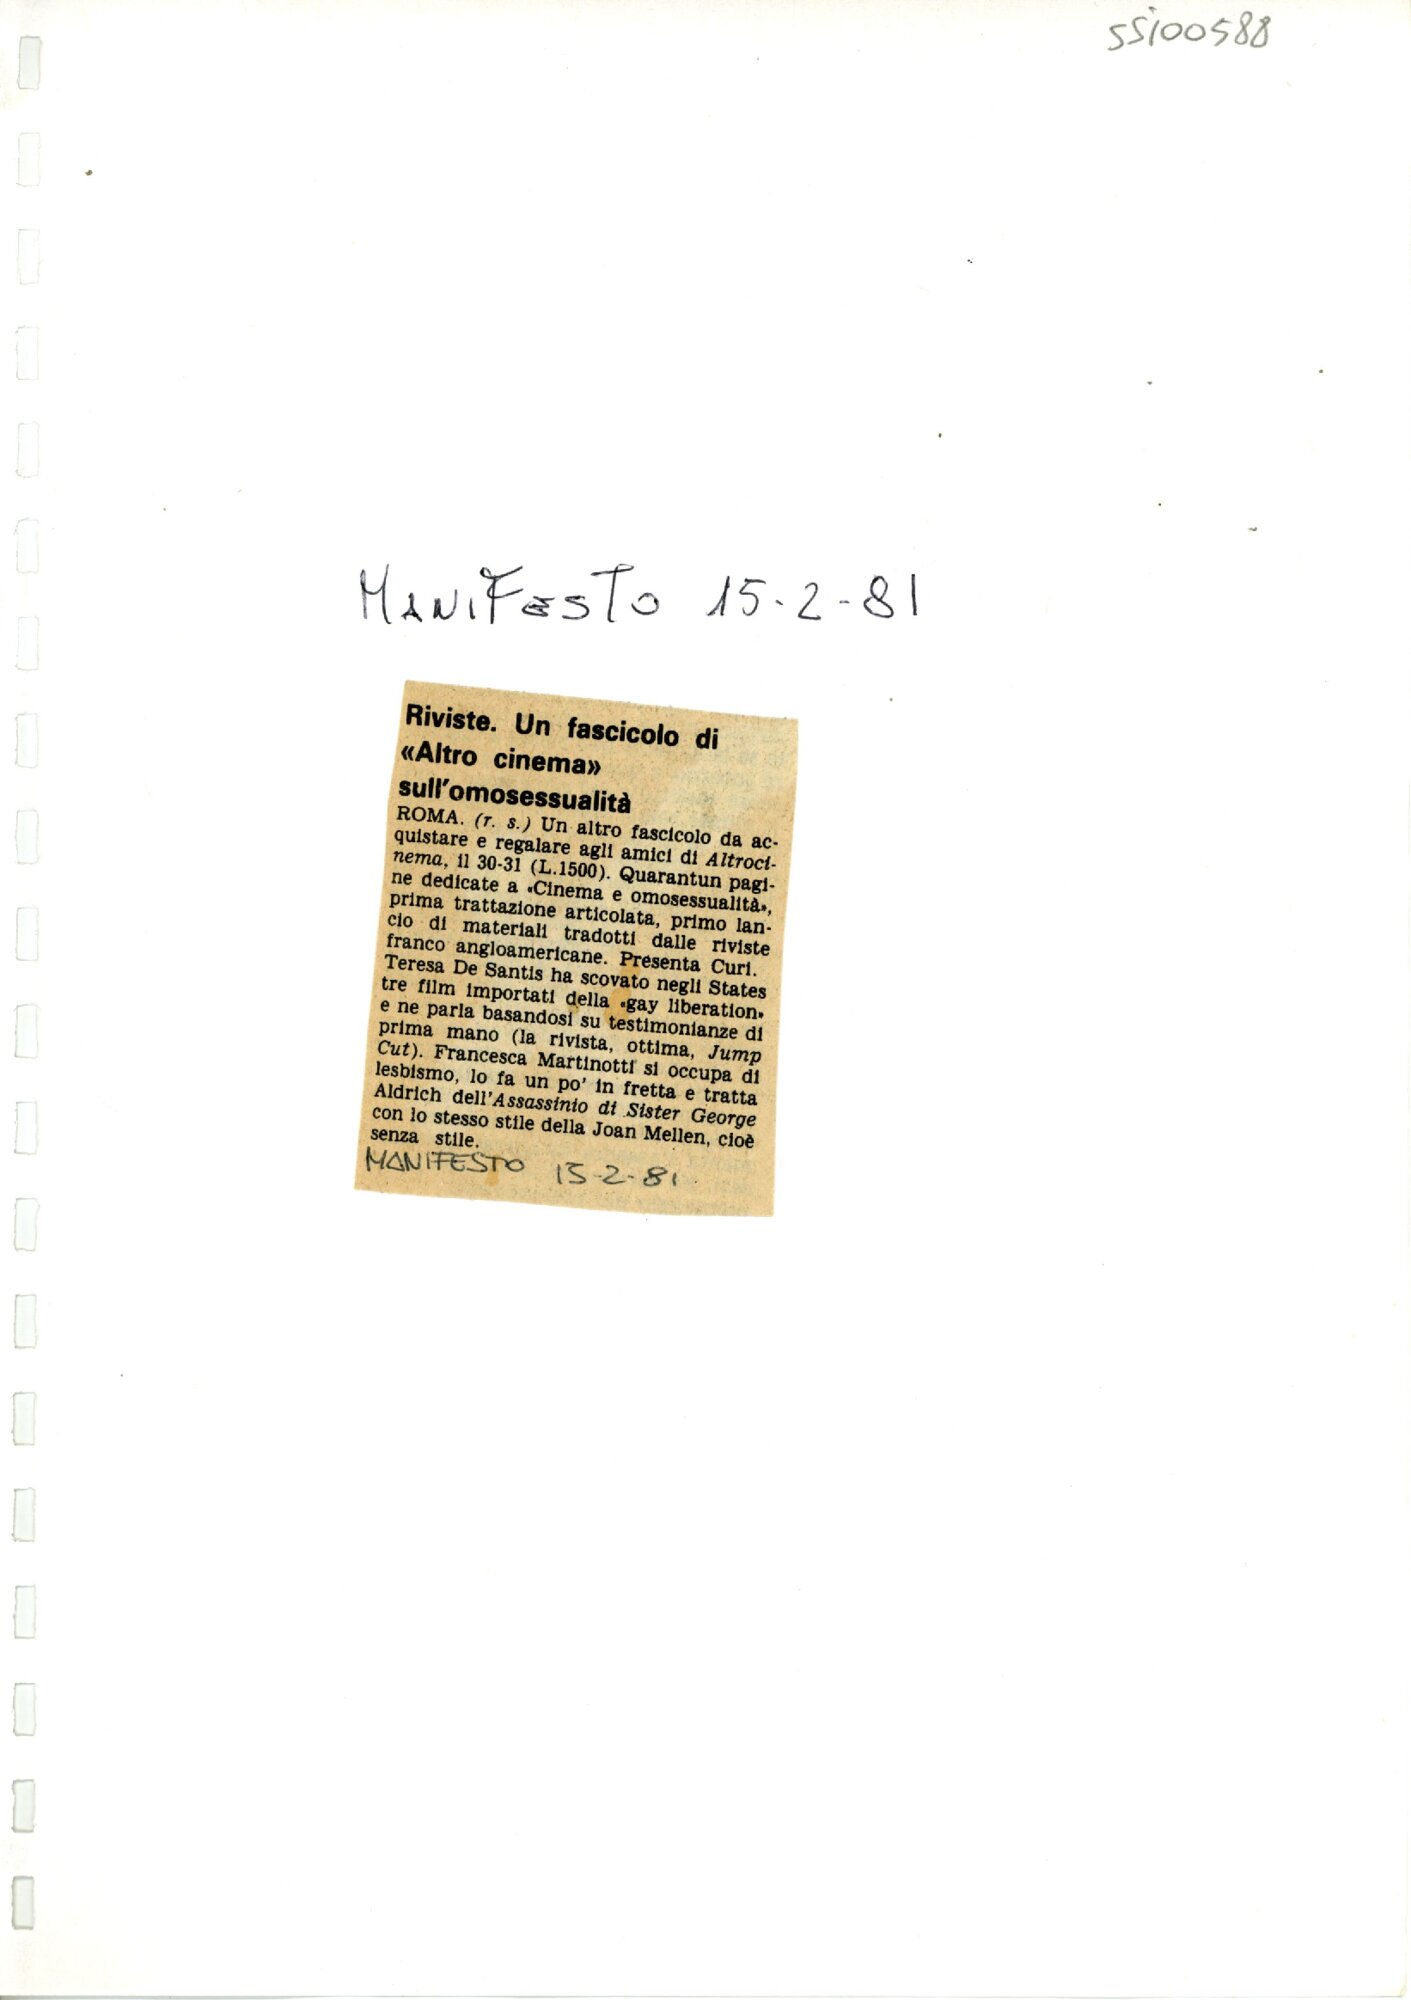 ssi00588
MANIFESTO 15-2-81
Riviste. Un fascicolo di
«Altro cinema»
sull'omosessualità
ROMA. (r. s.) Un altro fascicolo da ac-
quistare e regalare agli amici di Altroci-
nema, il 30-31 (L.1500). Quarantun pagi-
ne dedicate a «Cinema e omosessualità»,
prima trattazione articolata, primo lan-
cio di materiali tradotti dalle riviste
franco angloamericane. Presenta Curi.
Teresa De Santis ha scovato negli States
tre film importati della «gay liberation»
e ne parla basandosi su testimonianze di
prima mano (la rivista, ottima, Jump
Cut). Francesca Martinotti si occupa di
lesbismo, lo fa un po' in fretta e tratta
Aldrich dell'Assassinio di Sister George
con lo stesso stile della Joan Mellen, cioè
senza stile.
MANIFESTO 15-2-81